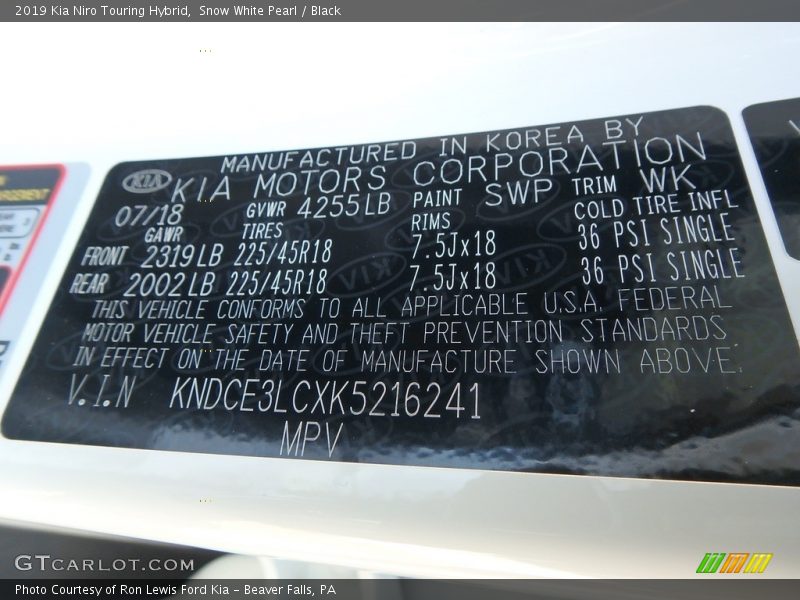 2019 Kia Niro Touring Hybrid, Snow White Pearl / Black
MANUFACTURED IN KOREA BY
KIA KIA MOTORS CORPORATION
07/18 GVWR 4255LB PAINT SWP TRIM WK
GAWR TIRES RIMS COLD TIRE INFL
FRONT 2319LB 225/45R18 7.5Jx18 36 PSI SINGLE
REAR 2002LB 225/45R18 7.5Jx18 36 PSI SINGLE
THIS VEHICLE CONFORMS TO ALL APPLICABLE U.S.A. FEDERAL
MOTOR VEHICLE SAFETY AND THEFT PREVENTION STANDARDS
IN EFFECT ON THE DATE OF MANUFACTURE SHOWN ABOVE.
V.I.N KNDCE3LCXK5216241
MPV
GTCARLOT.COM
Photo Courtesy of Ron Lewis Ford Kia - Beaver Falls, PA